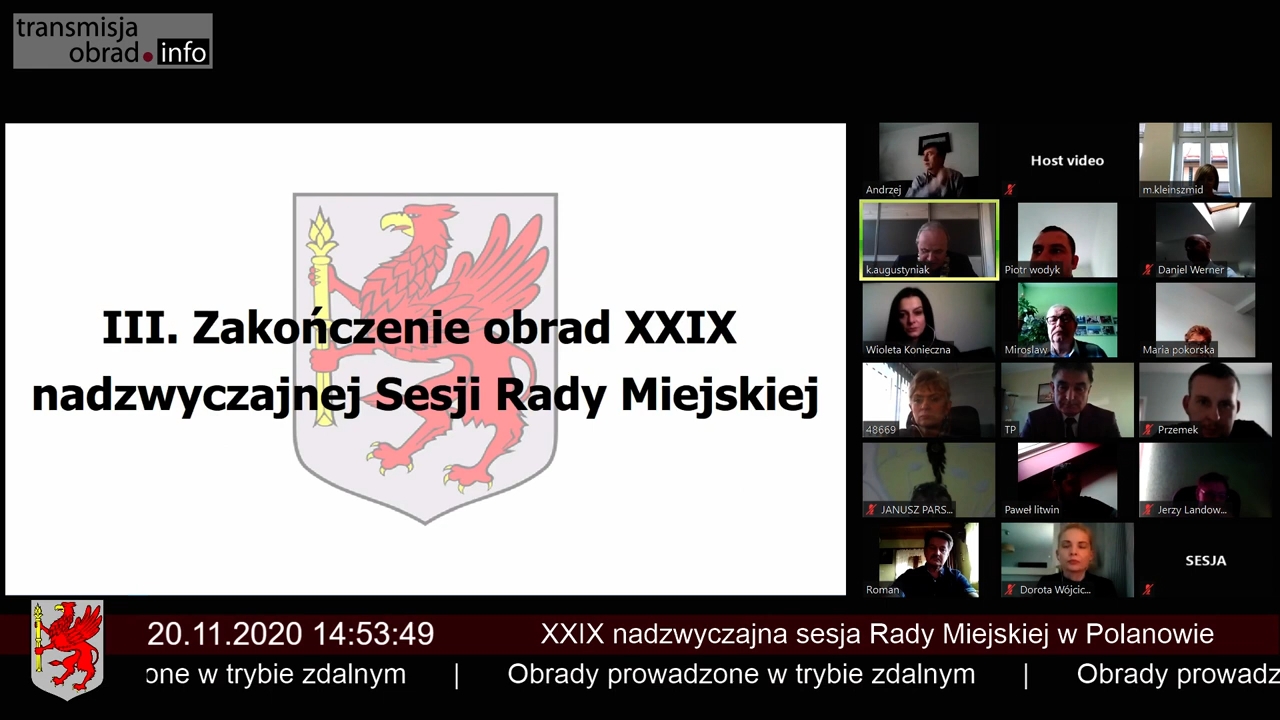 transmisja
obrad.info
III. Zakończenie obrad XXIX
nadzwyczajnej Sesji Rady Miejskiej
Andrzej
Host video
m.kleinszmid
k.augustyniak
Piotr wodyk
Daniel Werner
Wioleta Konieczna
Miroslaw
Maria pokorska
48669
TP
Przemek
JANUSZ PARS...
Paweł litwin
Jerzy Landow...
Roman
Dorota Wójcic...
SESJA
20.11.2020 14:53:49
XXIX nadzwyczajna sesja Rady Miejskiej w Polanowie
one w trybie zdalnym | Obrady prowadzone w trybie zdalnym | Obrady prowadz